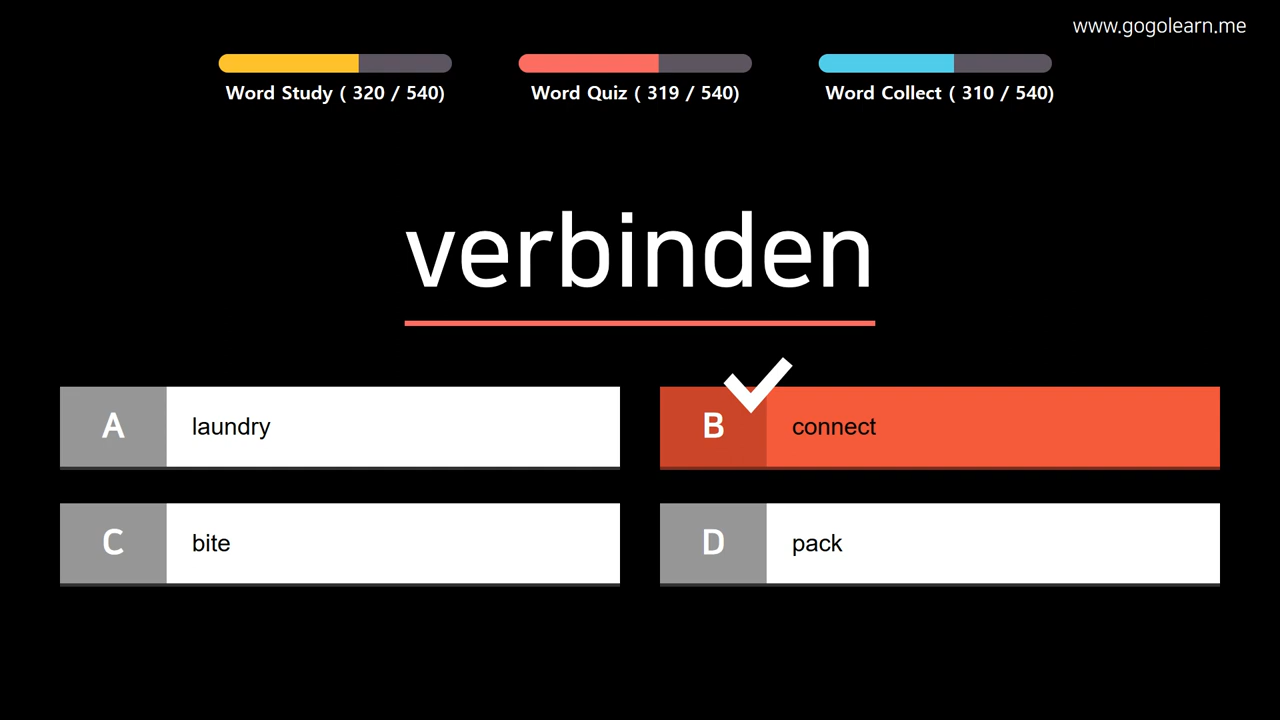 www.gogolearn.me
Word Study ( 320 / 540)
Word Quiz ( 319 / 540)
Word Collect ( 310 / 540)
verbinden
A
laundry
B
connect
C
bite
D
pack